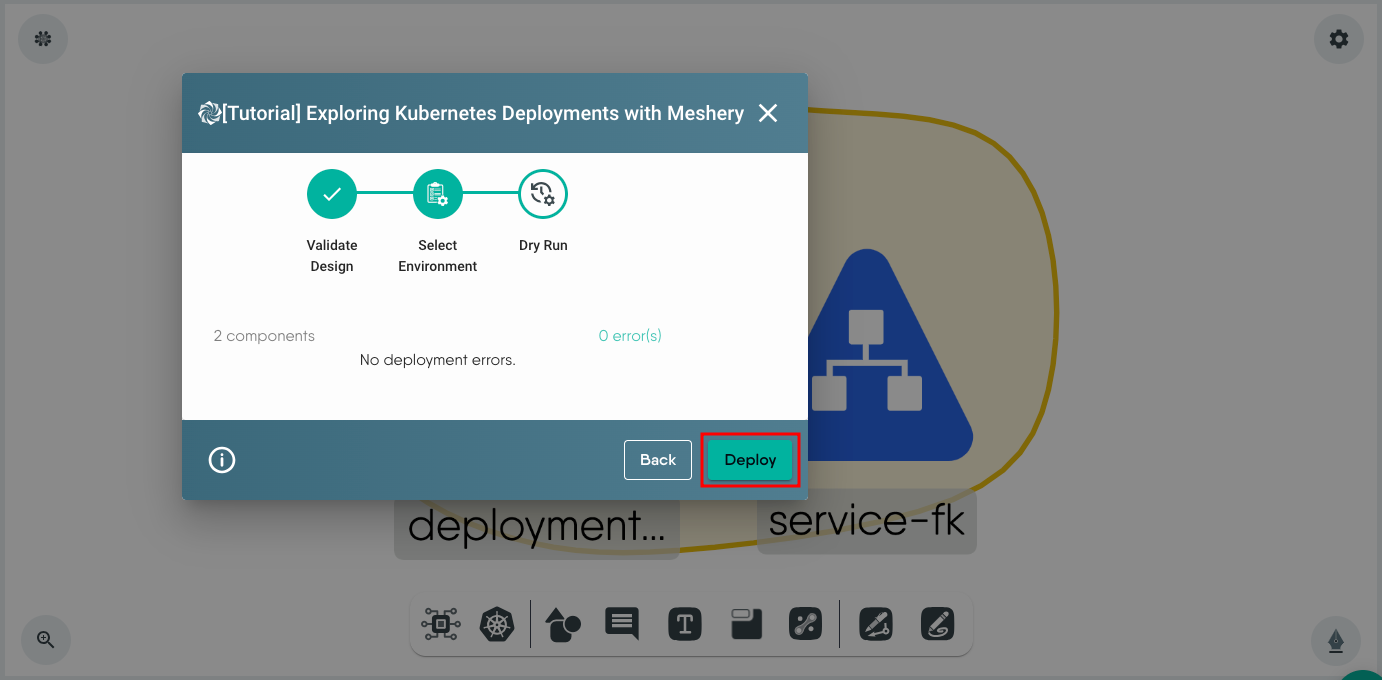 [Tutorial] Exploring Kubernetes Deployments with Meshery
Validate
Design
Select
Environment
Dry Run
2 components
0 error(s)
No deployment errors.
Back
Deploy
deployment...
service-fk
T